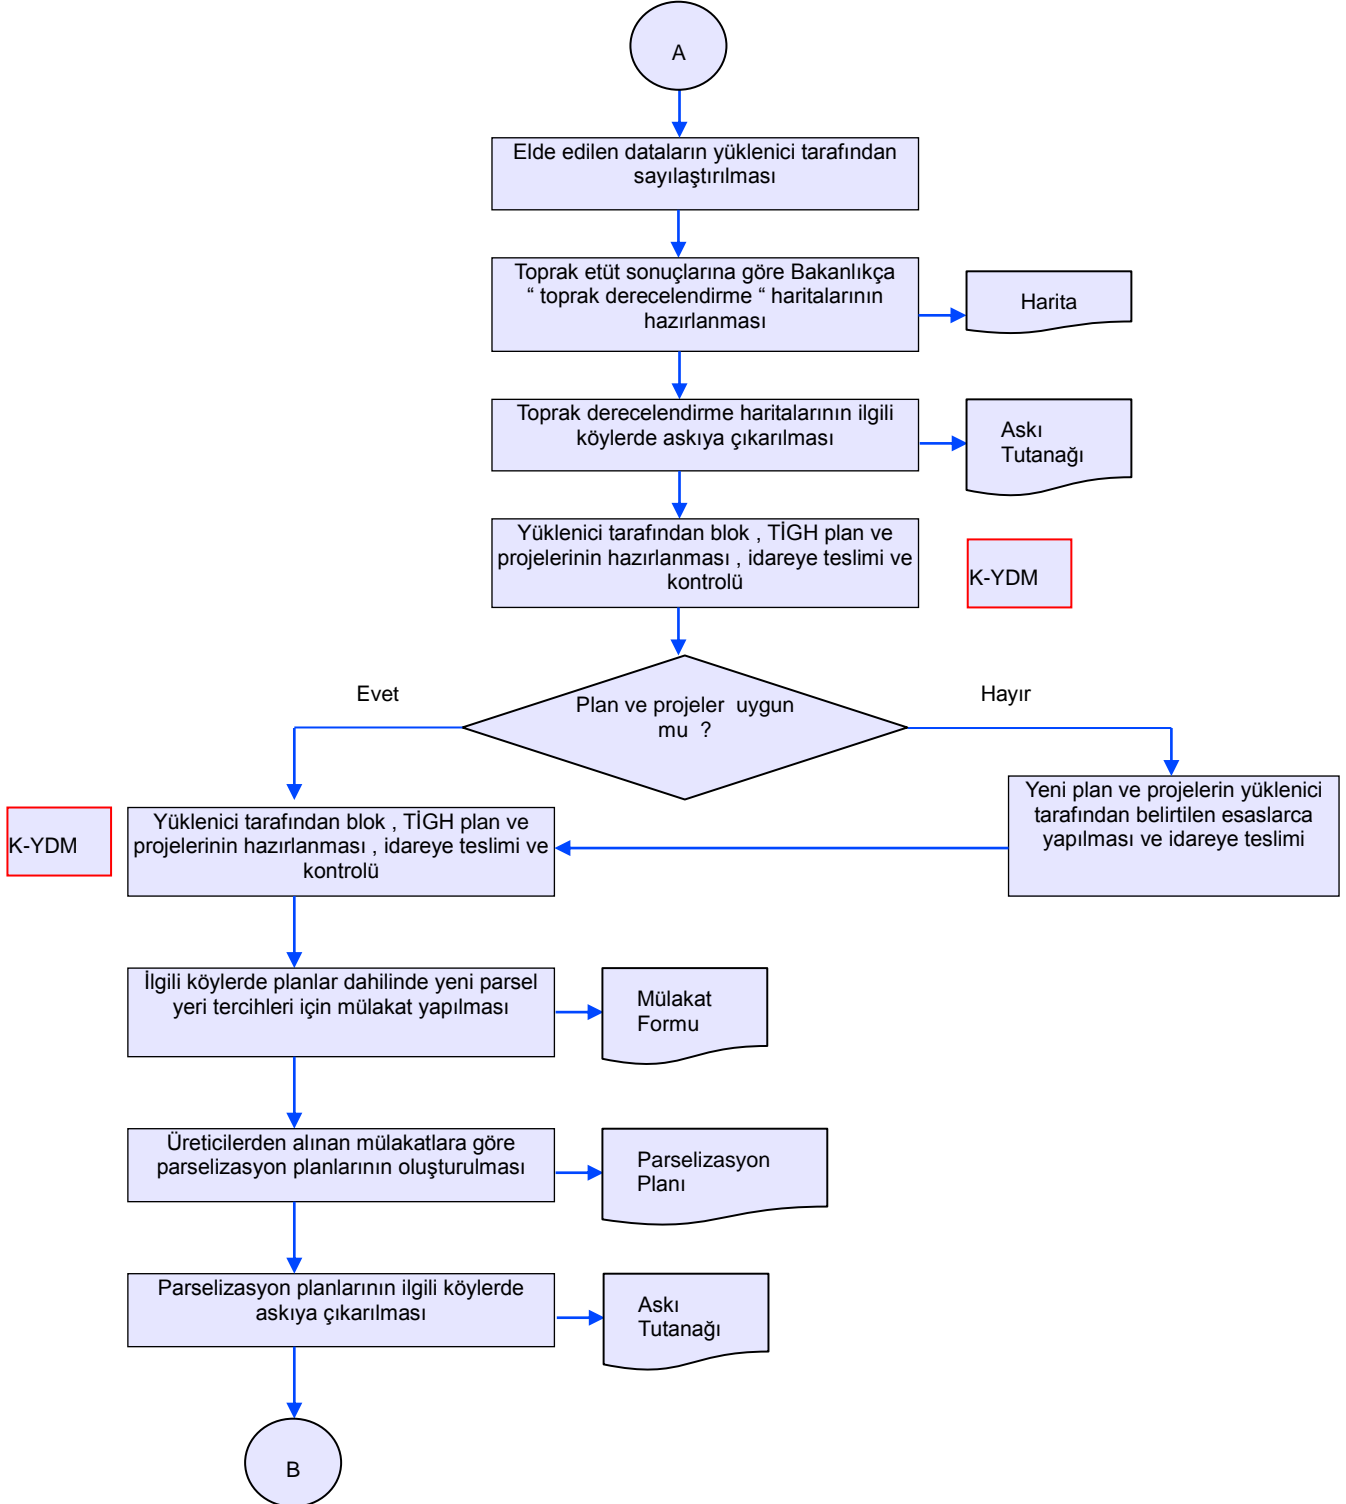 A
Elde edilen dataların yüklenici tarafından
sayılaştırılması
Toprak etüt sonuçlarına göre Bakanlıkça
“ toprak derecelendirme “ haritalarının
hazırlanması
Harita
Toprak derecelendirme haritalarının ilgili
köylerde askıya çıkarılması
Askı
Tutanağı
Yüklenici tarafından blok , TİGH plan ve
projelerinin hazırlanması , idareye teslimi ve
kontrolü
K-YDM
Evet
Plan ve projeler uygun
mu ?
Hayır
Yeni plan ve projelerin yüklenici
tarafından belirtilen esaslarca
yapılması ve idareye teslimi
K-YDM
Yüklenici tarafından blok , TİGH plan ve
projelerinin hazırlanması , idareye teslimi ve
kontrolü
İlgili köylerde planlar dahilinde yeni parsel
yeri tercihleri için mülakat yapılması
Mülakat
Formu
Üreticilerden alınan mülakatlara göre
parselizasyon planlarının oluşturulması
Parselizasyon
Planı
Parselizasyon planlarının ilgili köylerde
askıya çıkarılması
Askı
Tutanağı
B